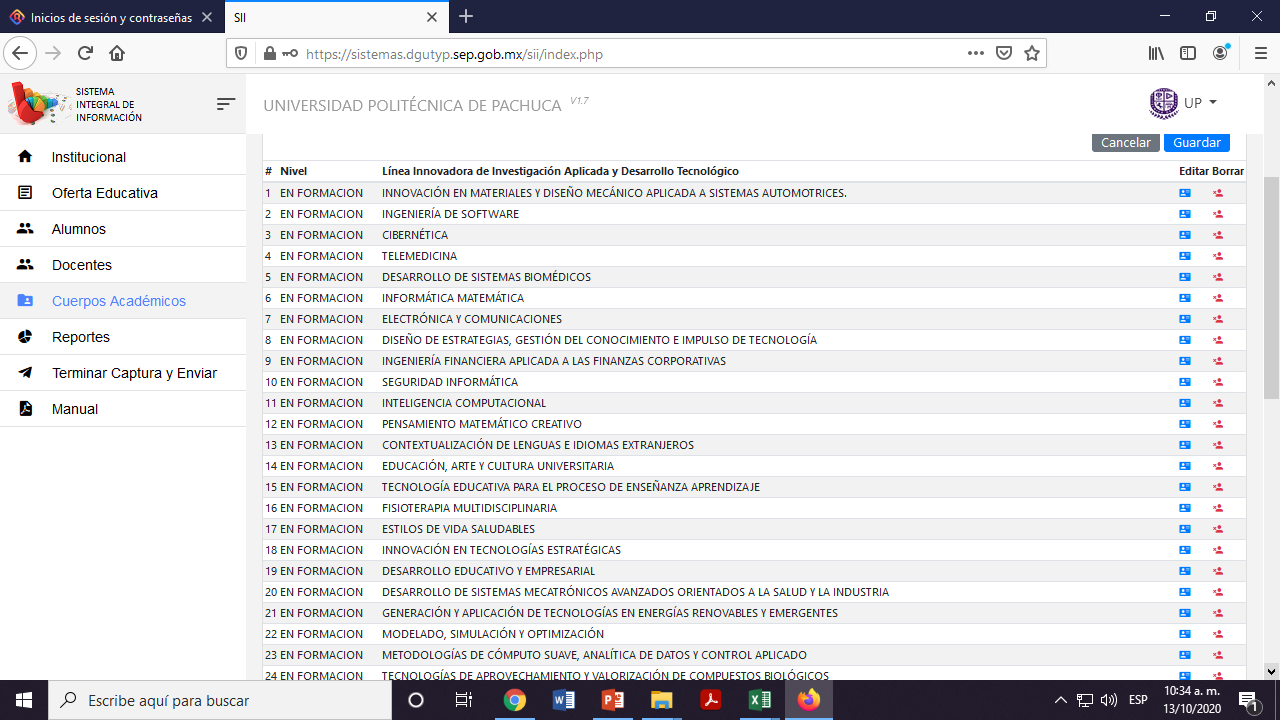 Inicios de sesión y contraseñas
SII
https://sistemas.dgutyp.sep.gob.mx/sii/index.php
SISTEMA
INTEGRAL DE
INFORMACIÓN
UNIVERSIDAD POLITÉCNICA DE PACHUCA V1.7
UP
Institucional
Oferta Educativa
Alumnos
Docentes
Cuerpos Académicos
Reportes
Terminar Captura y Enviar
Manual
Cancelar Guardar
# Nivel Línea Innovadora de Investigación Aplicada y Desarrollo Tecnológico Editar Borrar
1 EN FORMACION INNOVACIÓN EN MATERIALES Y DISEÑO MECÁNICO APLICADA A SISTEMAS AUTOMOTRICES.
2 EN FORMACION INGENIERÍA DE SOFTWARE
3 EN FORMACION CIBERNÉTICA
4 EN FORMACION TELEMEDICINA
5 EN FORMACION DESARROLLO DE SISTEMAS BIOMÉDICOS
6 EN FORMACION INFORMÁTICA MATEMÁTICA
7 EN FORMACION ELECTRÓNICA Y COMUNICACIONES
8 EN FORMACION DISEÑO DE ESTRATEGIAS, GESTIÓN DEL CONOCIMIENTO E IMPULSO DE TECNOLOGÍA
9 EN FORMACION INGENIERÍA FINANCIERA APLICADA A LAS FINANZAS CORPORATIVAS
10 EN FORMACION SEGURIDAD INFORMÁTICA
11 EN FORMACION INTELIGENCIA COMPUTACIONAL
12 EN FORMACION PENSAMIENTO MATEMÁTICO CREATIVO
13 EN FORMACION CONTEXTUALIZACIÓN DE LENGUAS E IDIOMAS EXTRANJEROS
14 EN FORMACION EDUCACIÓN, ARTE Y CULTURA UNIVERSITARIA
15 EN FORMACION TECNOLOGÍA EDUCATIVA PARA EL PROCESO DE ENSEÑANZA APRENDIZAJE
16 EN FORMACION FISIOTERAPIA MULTIDISCIPLINARIA
17 EN FORMACION ESTILOS DE VIDA SALUDABLES
18 EN FORMACION INNOVACIÓN EN TECNOLOGÍAS ESTRATÉGICAS
19 EN FORMACION DESARROLLO EDUCATIVO Y EMPRESARIAL
20 EN FORMACION DESARROLLO DE SISTEMAS MECATRÓNICOS AVANZADOS ORIENTADOS A LA SALUD Y LA INDUSTRIA
21 EN FORMACION GENERACIÓN Y APLICACIÓN DE TECNOLOGÍAS EN ENERGÍAS RENOVABLES Y EMERGENTES
22 EN FORMACION MODELADO, SIMULACIÓN Y OPTIMIZACIÓN
23 EN FORMACION METODOLOGÍAS DE CÓMPUTO SUAVE, ANALÍTICA DE DATOS Y CONTROL APLICADO
24 EN FORMACION TECNOLOGÍAS DE APROVECHAMIENTO Y VALORIZACIÓN DE COMPUESTOS BIOLÓGICOS
Escribe aquí para buscar
ESP
10:34 a. m.
13/10/2020
1